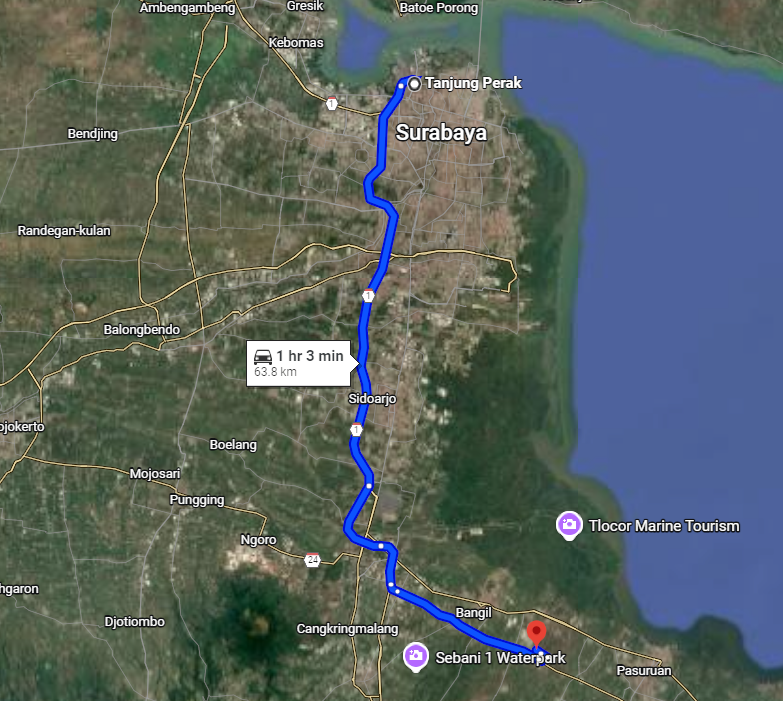 Ambengambeng
Gresik
Batoe Porong
Kebomas
Tanjung Perak
1
Surabaya
Bendjing
Randegan-kulan
1
Balongbendo
1 hr 3 min
63.8 km
Sidoarjo
ojokerto
1
Boelang
Mojosari
Pungging
Tlocor Marine Tourism
Ngoro
24
hgaron
Bangil
Djotiombo
Cangkringmalang
Sebani 1 Waterpark
Pasuruan